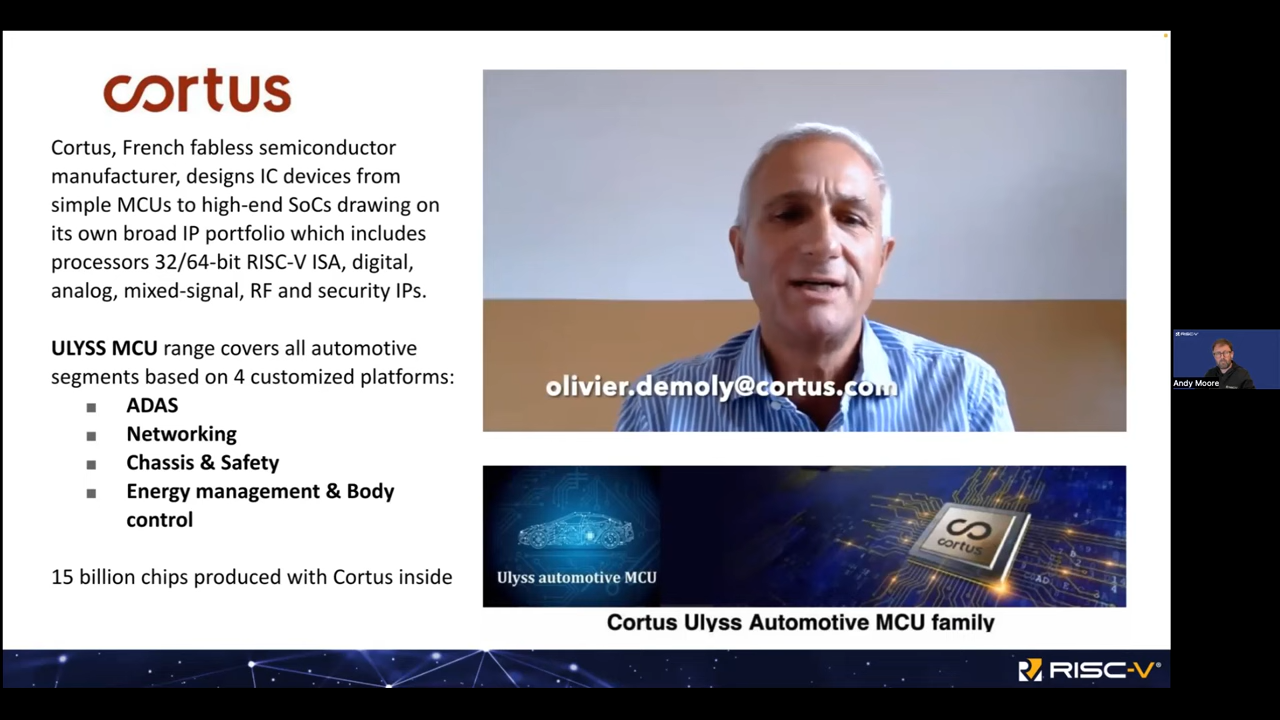 cortus
Cortus, French fabless semiconductor
manufacturer, designs IC devices from
simple MCUs to high-end SoCs drawing on
its own broad IP portfolio which includes
processors 32/64-bit RISC-V ISA, digital,
analog, mixed-signal, RF and security IPs.
ULYSS MCU range covers all automotive
segments based on 4 customized platforms:
■ ADAS
■ Networking
■ Chassis & Safety
■ Energy management & Body
control
15 billion chips produced with Cortus inside
olivier.demoly@cortus.com
Ulyss automotive MCU
cortus
Cortus Ulyss Automotive MCU family
RISC-V®
RISC-V
Andy Moore